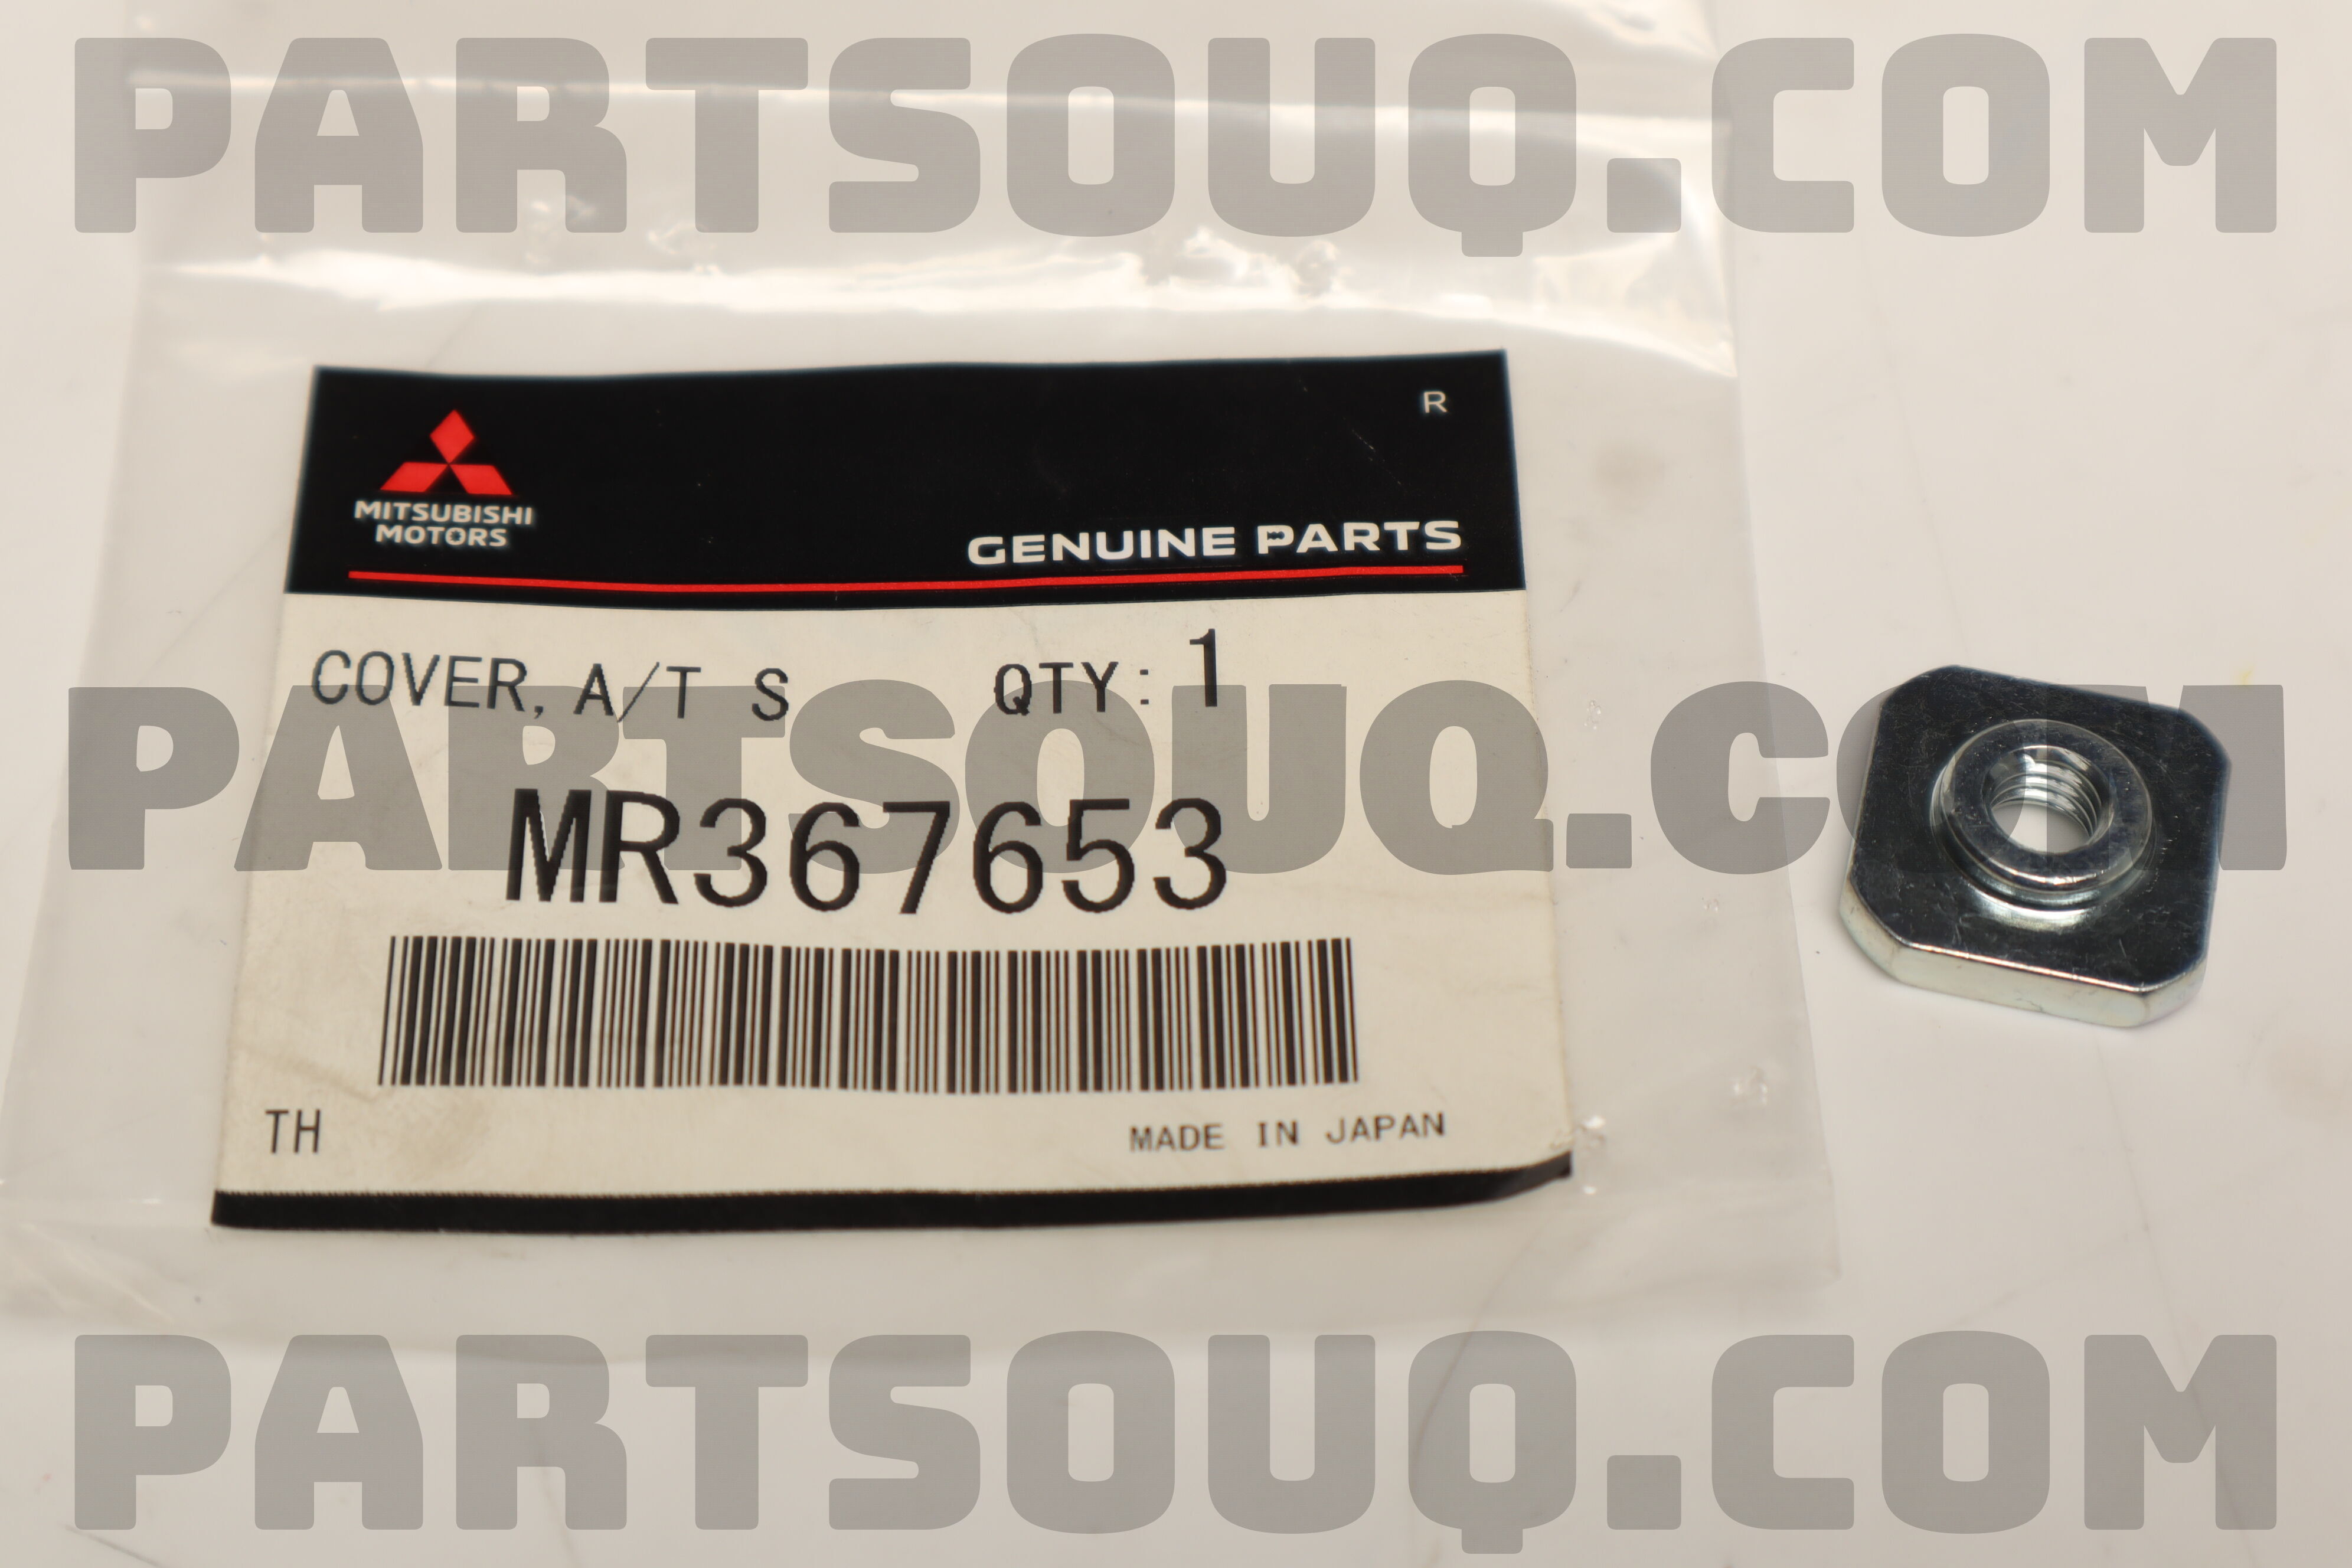 PARTSOUQ.COM
R
MITSUBISHI
MOTORS
GENUINE PARTS
COVER, A/T S QTY: 1
PARTSOUQ.COM
MR367653
TH
MADE IN JAPAN
PARTSOUQ.COM